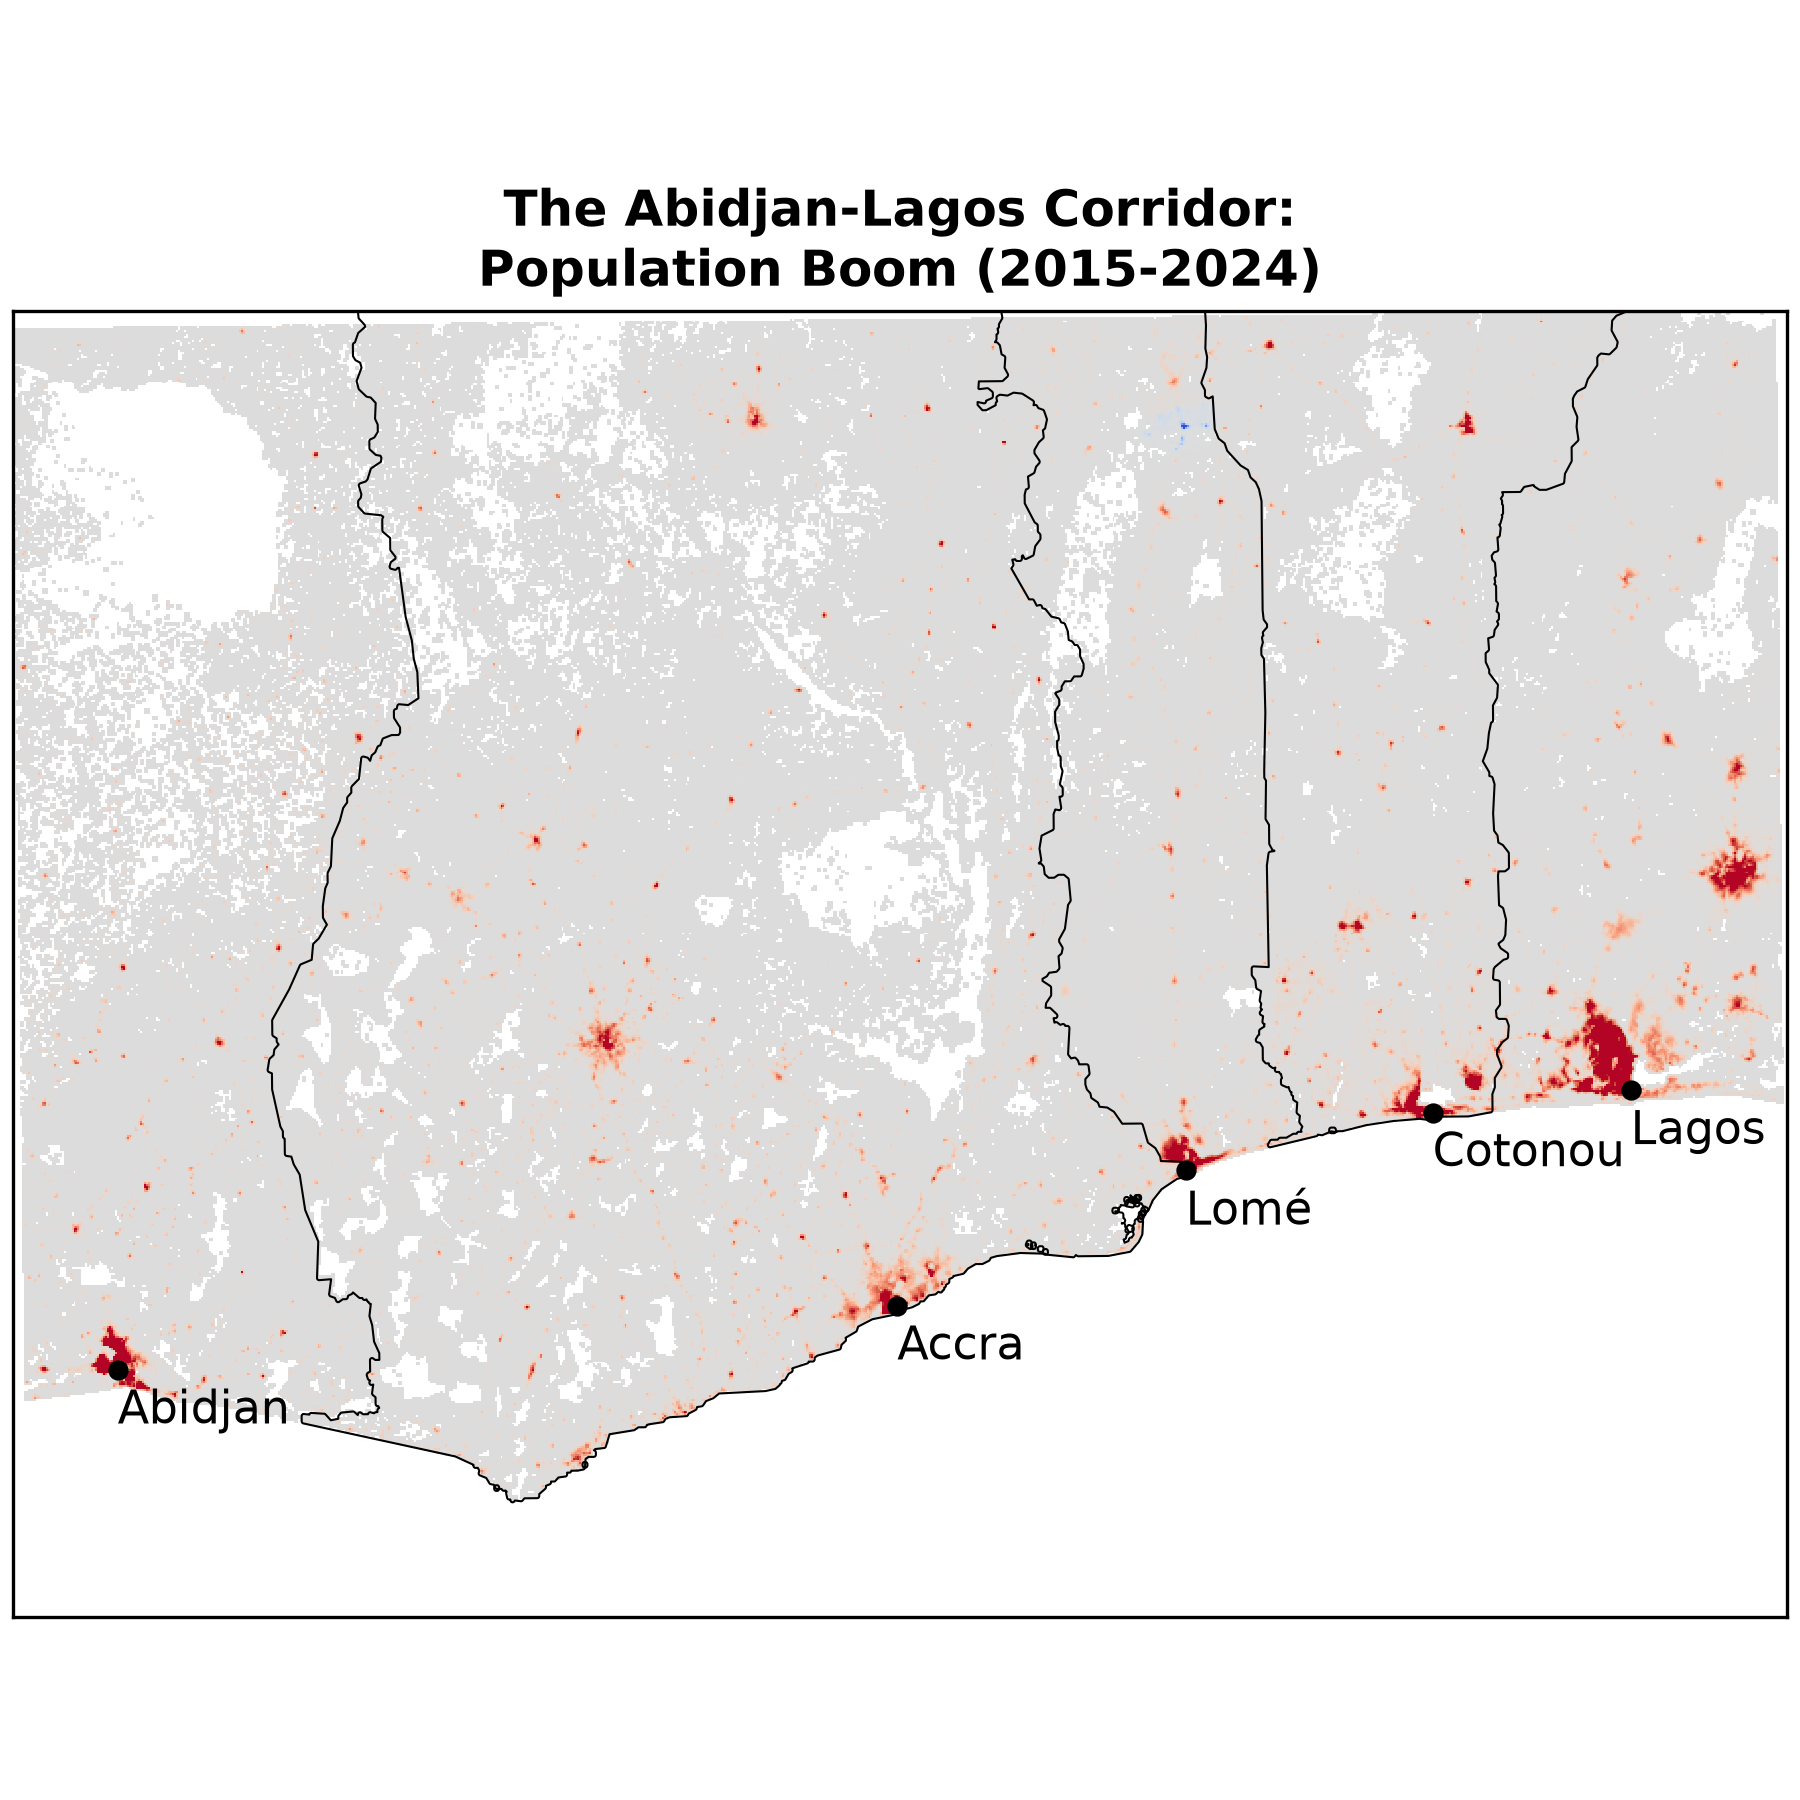 The Abidjan-Lagos Corridor:
Population Boom (2015-2024)
Lagos
Cotonou
Lomé
Accra
Abidjan